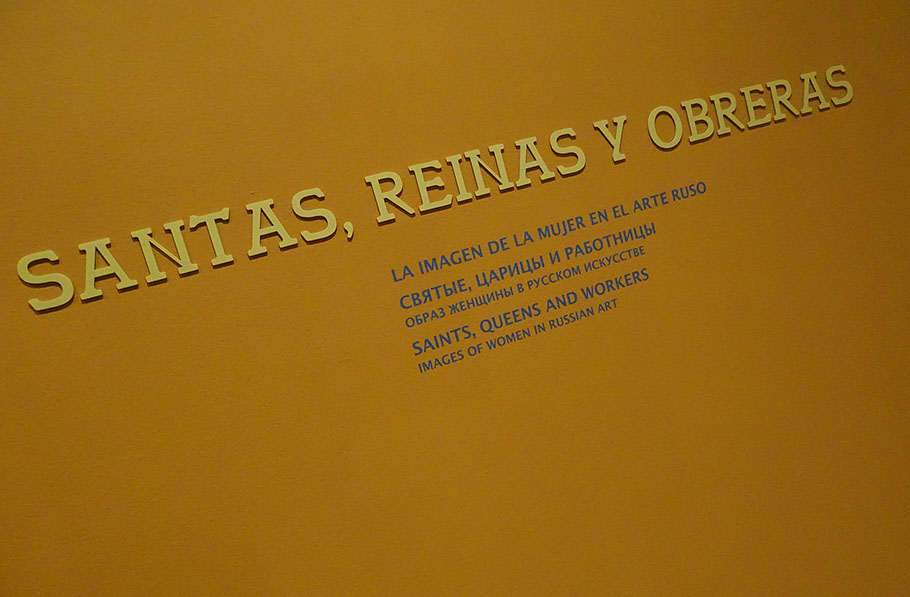 SANTAS, REINAS Y OBRERAS
LA IMAGEN DE LA MUJER EN EL ARTE RUSO
СВЯТЫЕ, ЦАРИЦЫ И РАБОТНИЦЫ
ОБРАЗ ЖЕНЩИНЫ В РУССКОМ ИСКУССТВЕ
SAINTS, QUEENS AND WORKERS
IMAGES OF WOMEN IN RUSSIAN ART